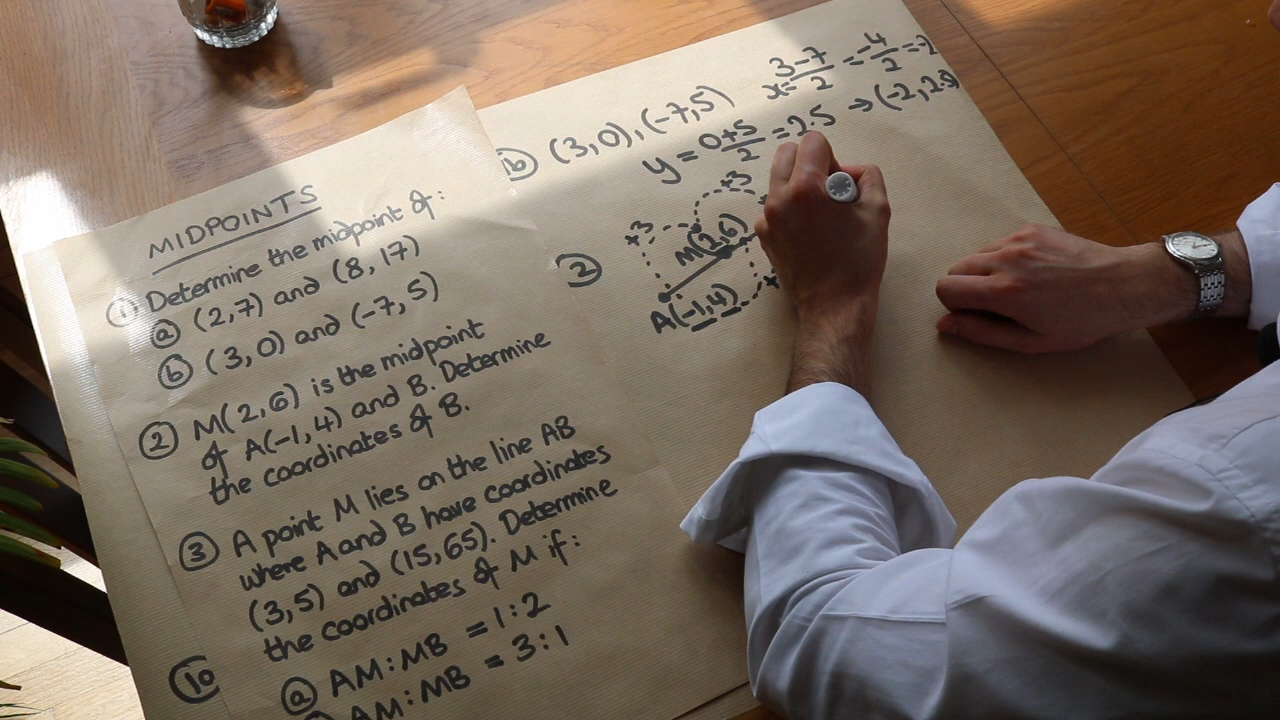 MIDPOINTS
① Determine the midpoint of:
ⓐ (2,7) and (8, 17)
ⓑ (3, 0) and (-7, 5)
② M(2,6) is the midpoint
of A(-1,4) and B. Determine
the coordinates of B.
③ A point M lies on the line AB
where A and B have coordinates
(3,5) and (15,65). Determine
the coordinates of M if:
ⓐ AM:MB = 1:2
AM:MB = 3:1
⑩
1b (3,0),(-7,5)
x = (3-7)/2 = -4/2 = -2
y = (0+5)/2 = 2.5 → (-2, 2.5)
②
+3
+3
M(2,6)
A(-1,4)